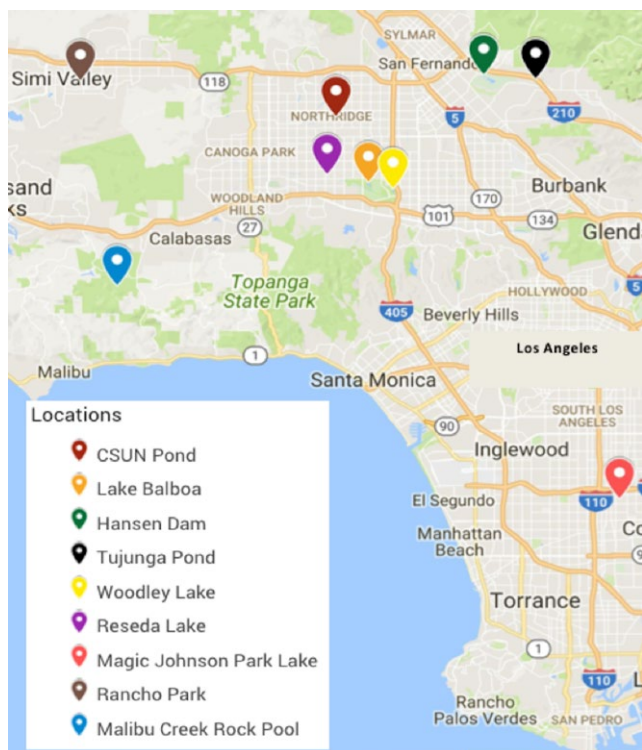 SYLMAR
San Fernando
Simi Valley
118
NORTHRIDGE
5
210
CANOGA PARK
WOODLAND
HILLS
170
Burbank
101
134
27
Calabasas
HOLLYWOOD
5
Topanga
State Park
405
Beverly Hills
Los Angeles
1
Malibu
Santa Monica
SOUTH LOS
ANGELES
90
Inglewood
110
El Segundo
Manhattan
Beach
Torrance
1
110
Rancho
Palos Verdes
SAN PEDRO
Locations
CSUN Pond
Lake Balboa
Hansen Dam
Tujunga Pond
Woodley Lake
Reseda Lake
Magic Johnson Park Lake
Rancho Park
Malibu Creek Rock Pool